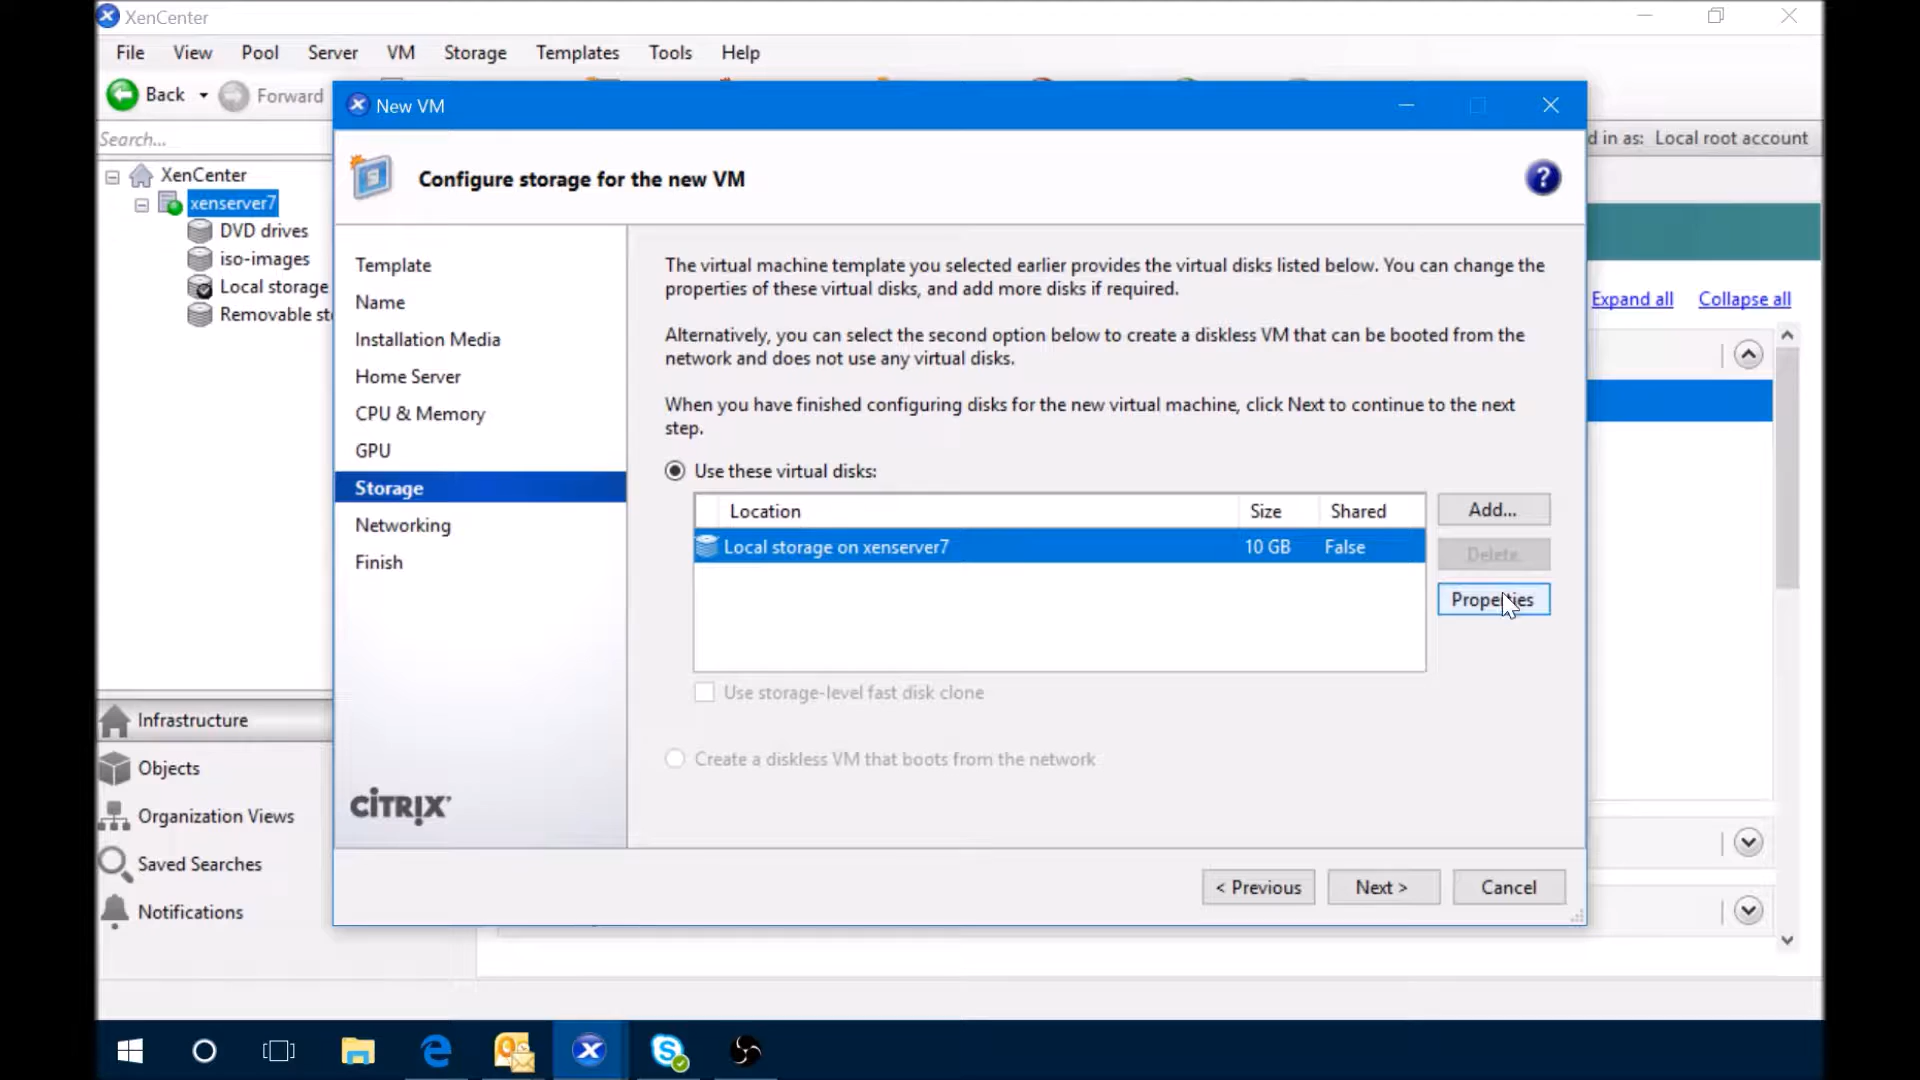 XenCenter
File View Pool Server VM Storage Templates Tools Help
Back Forward
New VM
Search...
d in as: Local root account
XenCenter
xenserver7
DVD drives
iso-images
Local storage
Removable st
Configure storage for the new VM
?
Expand all Collapse all
Template
Name
Installation Media
Home Server
CPU & Memory
GPU
Storage
Networking
Finish
CITRIX
The virtual machine template you selected earlier provides the virtual disks listed below. You can change the
properties of these virtual disks, and add more disks if required.
Alternatively, you can select the second option below to create a diskless VM that can be booted from the
network and does not use any virtual disks.
When you have finished configuring disks for the new virtual machine, click Next to continue to the next
step.
Use these virtual disks:
Location Size Shared
Local storage on xenserver7 10 GB False
Add...
Delete
Properties
Use storage-level fast disk clone
Create a diskless VM that boots from the network
< Previous Next > Cancel
Infrastructure
Objects
Organization Views
Saved Searches
Notifications